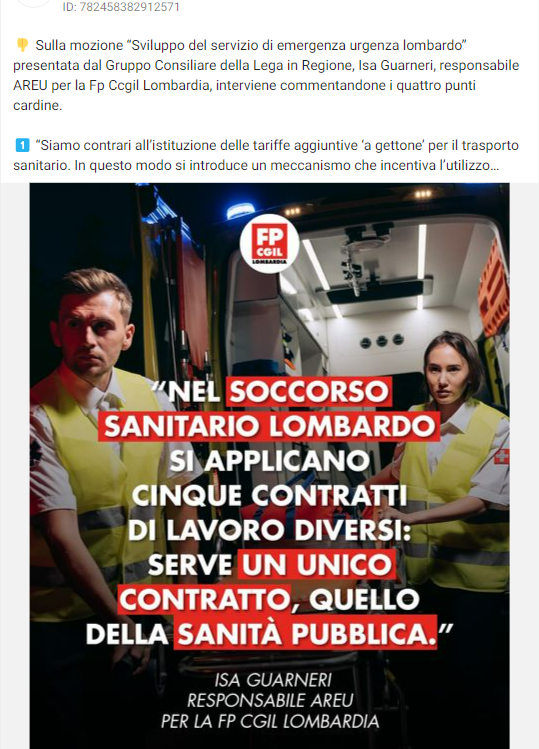 ID: 782458382912571
👎 Sulla mozione “Sviluppo del servizio di emergenza urgenza lombardo”
presentata dal Gruppo Consiliare della Lega in Regione, Isa Guarneri, responsabile
AREU per la Fp Ccgil Lombardia, interviene commentandone i quattro punti
cardine.
1️⃣ “Siamo contrari all’istituzione delle tariffe aggiuntive ‘a gettone’ per il trasporto
sanitario. In questo modo si introduce un meccanismo che incentiva l’utilizzo…
FP
CGIL
LOMBARDIA
“NEL SOCCORSO
SANITARIO LOMBARDO
SI APPLICANO
CINQUE CONTRATTI
DI LAVORO DIVERSI:
SERVE UN UNICO
CONTRATTO, QUELLO
DELLA SANITÀ PUBBLICA.”
ISA GUARNERI
RESPONSABILE AREU
PER LA FP CGIL LOMBARDIA